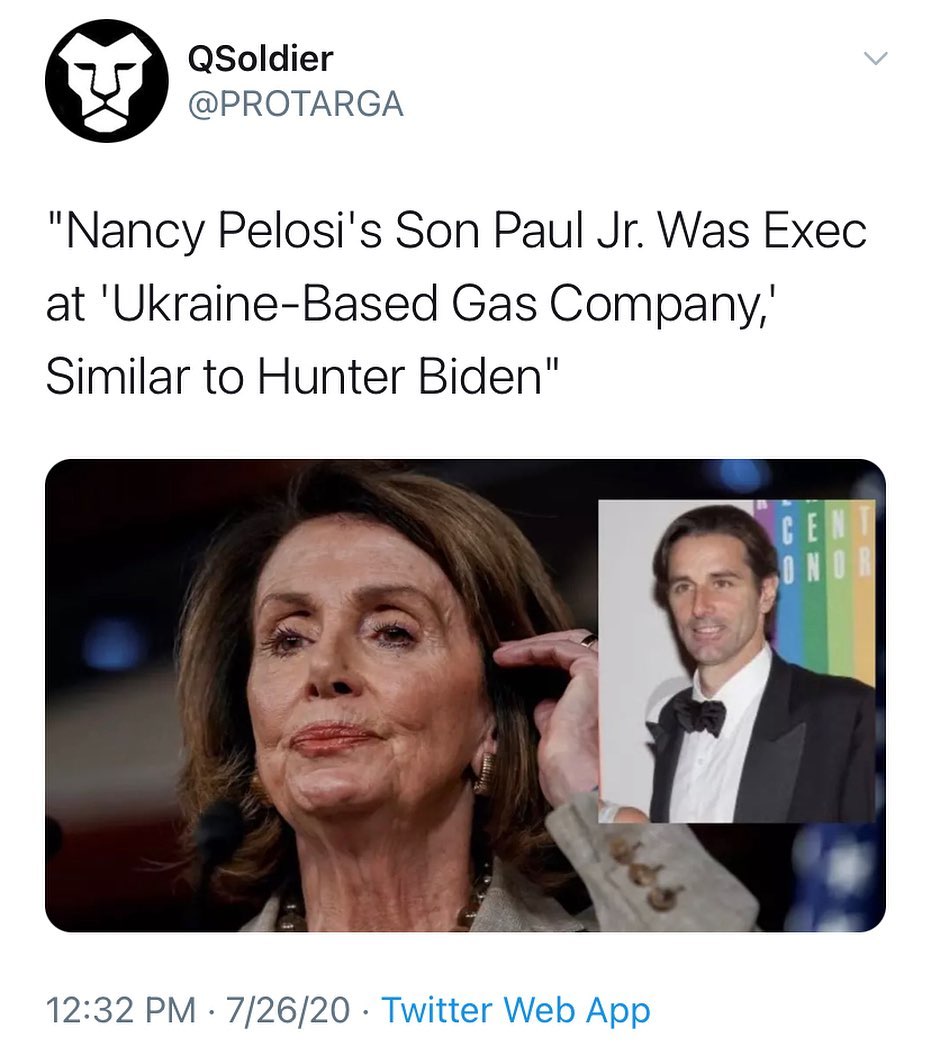 QSoldier
@PROTARGA
"Nancy Pelosi's Son Paul Jr. Was Exec
at 'Ukraine-Based Gas Company,'
Similar to Hunter Biden"
CENT
ONOR
12:32 PM · 7/26/20 · Twitter Web App